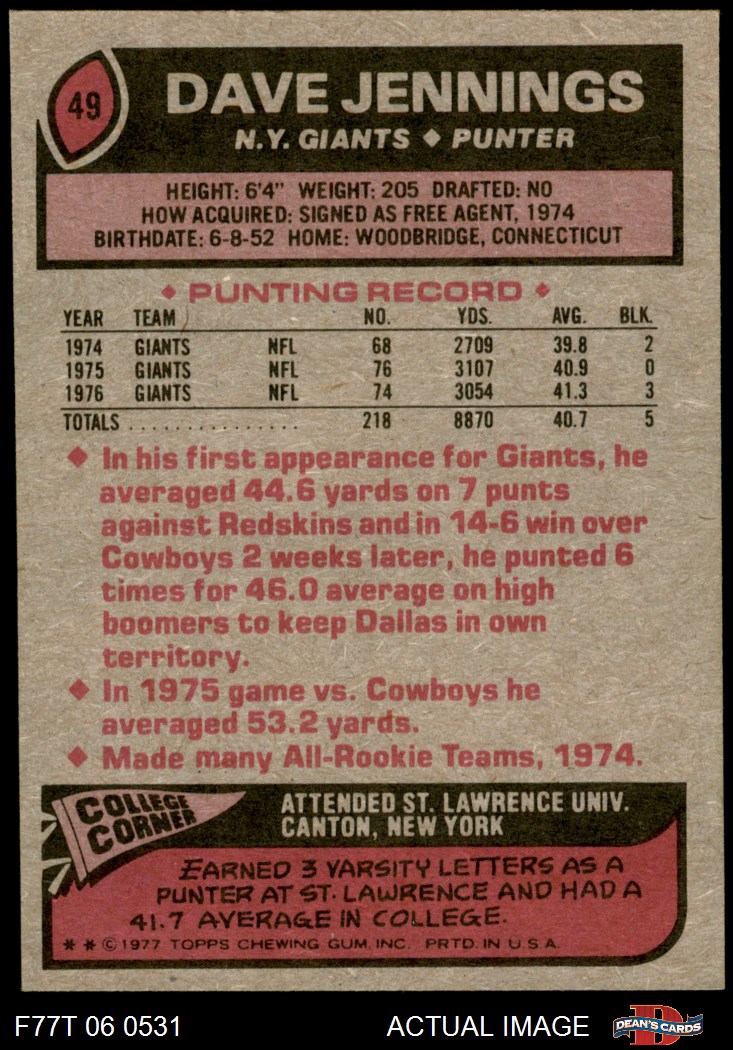 49
DAVE JENNINGS
N.Y. GIANTS ◆ PUNTER
HEIGHT: 6'4" WEIGHT: 205 DRAFTED: NO
HOW ACQUIRED: SIGNED AS FREE AGENT, 1974
BIRTHDATE: 6-8-52 HOME: WOODBRIDGE, CONNECTICUT
◆ PUNTING RECORD ◆
YEAR TEAM NO. YDS. AVG. BLK.
1974 GIANTS NFL 68 2709 39.8 2
1975 GIANTS NFL 76 3107 40.9 0
1976 GIANTS NFL 74 3054 41.3 3
TOTALS ............... 218 8870 40.7 5
◆ In his first appearance for Giants, he
averaged 44.6 yards on 7 punts
against Redskins and in 14-6 win over
Cowboys 2 weeks later, he punted 6
times for 46.0 average on high
boomers to keep Dallas in own
territory.
◆ In 1975 game vs. Cowboys he
averaged 53.2 yards.
◆ Made many All-Rookie Teams, 1974.
COLLEGE
CORNER
ATTENDED ST. LAWRENCE UNIV.
CANTON, NEW YORK
EARNED 3 VARSITY LETTERS AS A
PUNTER AT ST. LAWRENCE AND HAD A
41.7 AVERAGE IN COLLEGE.
* * © 1977 TOPPS CHEWING GUM, INC. PRTD. IN U.S.A.
F77T 06 0531 ACTUAL IMAGE D DEAN'S CARDS